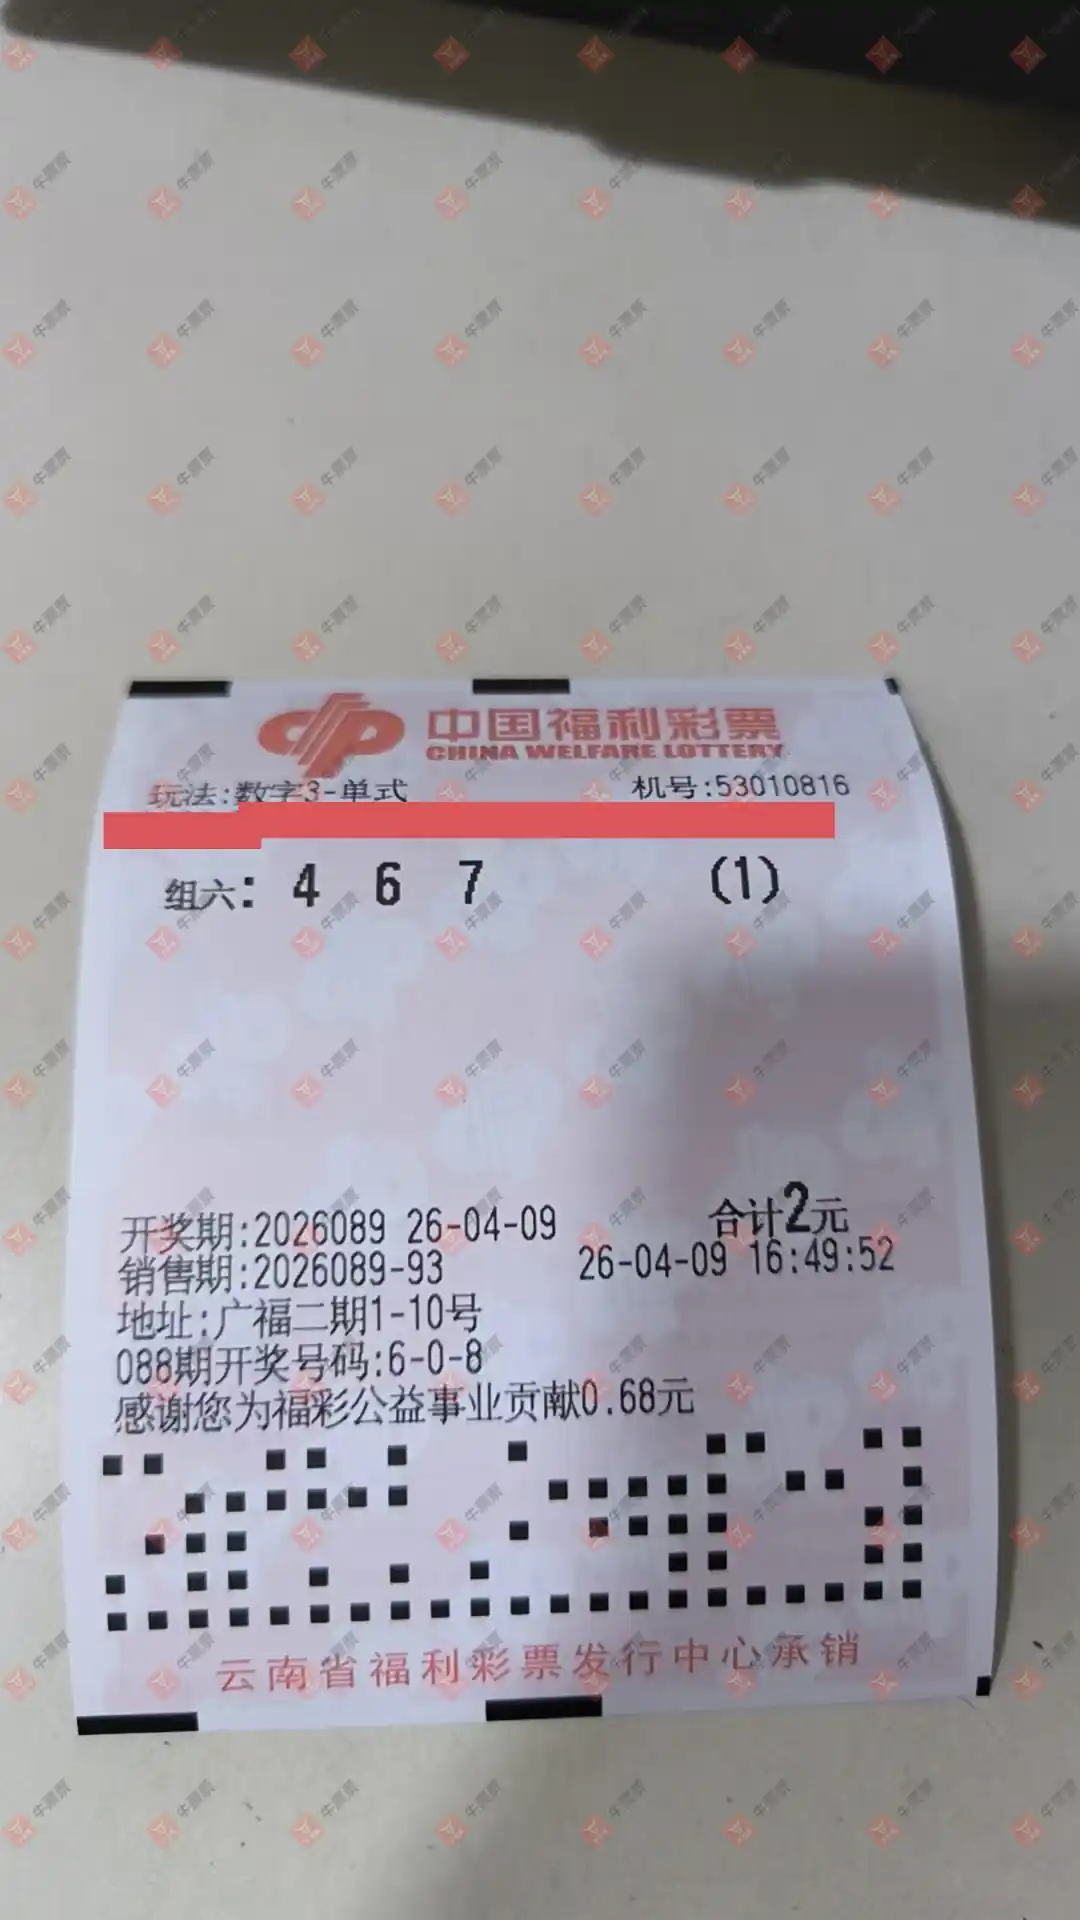 中国福利彩票
CHINA WELFARE LOTTERY
玩法:数字3-单式 机号:53010816
组六: 4 6 7 (1)
开奖期:2026089 26-04-09 合计2元
销售期:2026089-93 26-04-09 16:49:52
地址:广福二期1-10号
088期开奖号码:6-0-8
感谢您为福彩公益事业贡献0.68元
云南省福利彩票发行中心承销
牛票票